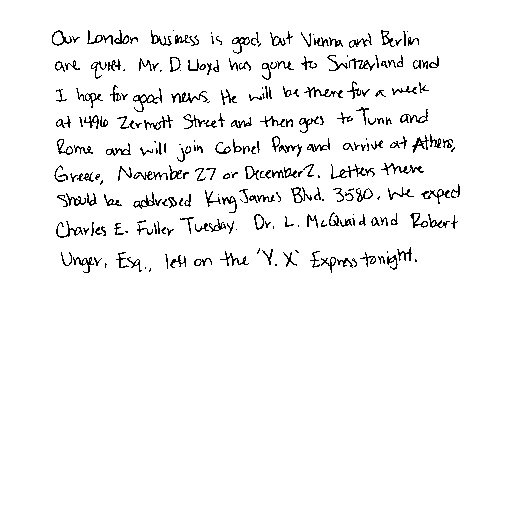 Our London business is good, but Vienna and Berlin
are quiet. Mr. D. Lloyd has gone to Switzerland and
I hope for good news. He will be there for a week
at 1496 Zermott Street and then goes to Turin and
Rome and will join Colonel Parry and arrive at Athens,
Greece, November 27 or December 2. Letters there
should be addressed King James Blvd. 3580. We expect
Charles E. Fuller Tuesday. Dr. L. McQuaid and Robert
Unger, Esq., left on the 'Y. X.' Express tonight.